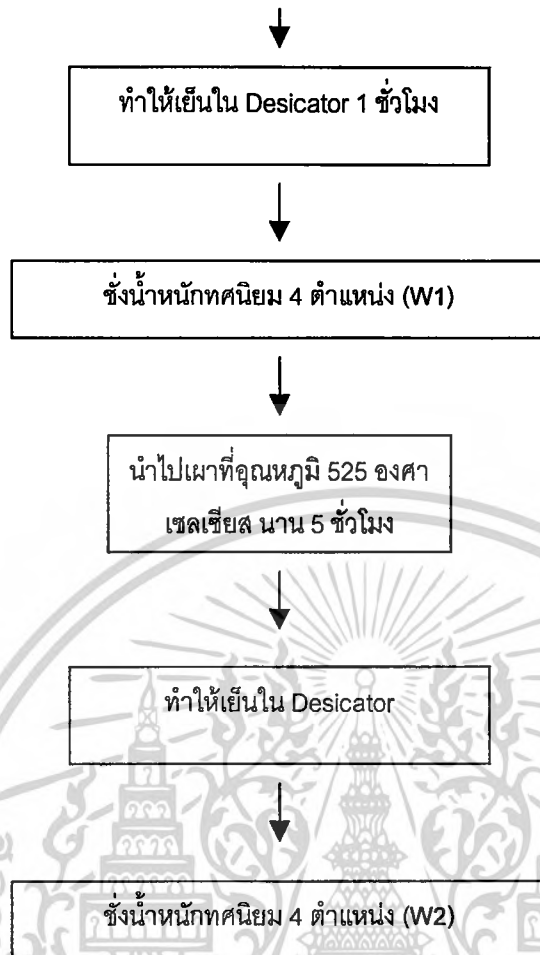 ทำให้เย็นใน Desicator 1 ชั่วโมง
ชั่งน้ำหนักทศนิยม 4 ตำแหน่ง (W1)
นำไปเผาที่อุณหภูมิ 525 องศา
เซลเซียส นาน 5 ชั่วโมง
ทำให้เย็นใน Desicator
ชั่งน้ำหนักทศนิยม 4 ตำแหน่ง (W2)